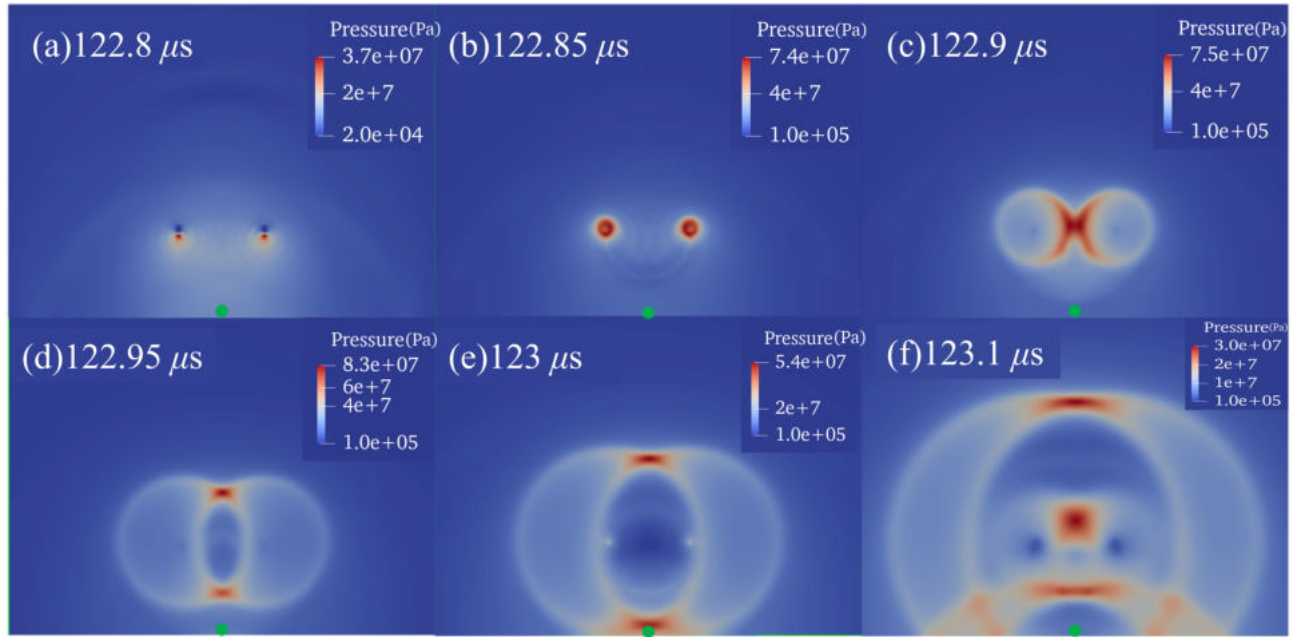 (a)122.8 μs
Pressure(Pa)
3.7e+07
2e+7
2.0e+04
(b)122.85 μs
Pressure(Pa)
7.4e+07
4e+7
1.0e+05
(c)122.9 μs
Pressure(Pa)
7.5e+07
4e+7
1.0e+05
(d)122.95 μs
Pressure(Pa)
8.3e+07
6e+7
4e+7
1.0e+05
(e)123 μs
Pressure(Pa)
5.4e+07
2e+7
1.0e+05
(f)123.1 μs
Pressure(Pa)
3.0e+07
2e+7
1e+7
1.0e+05